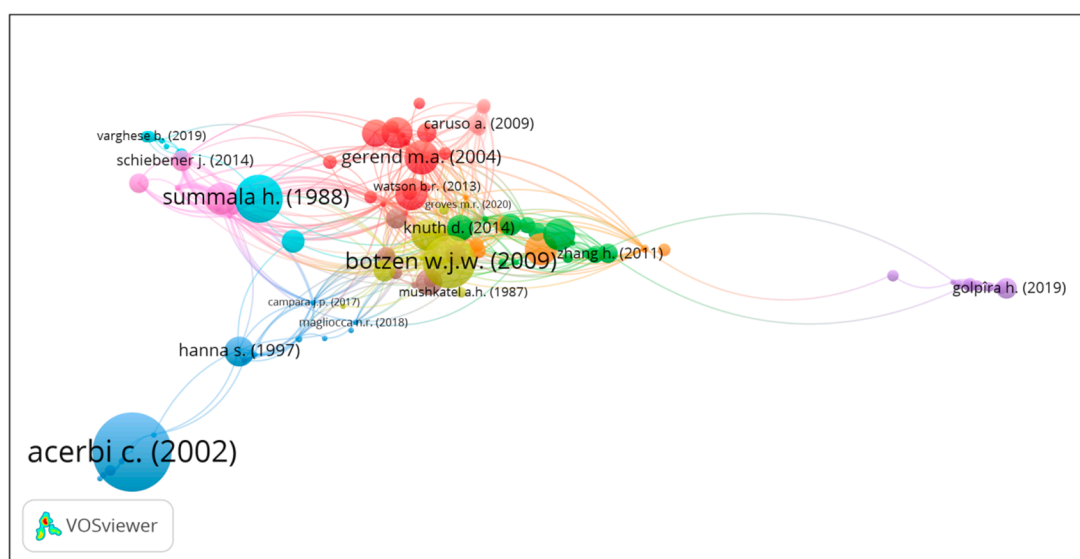 caruso a. (2009)
varghese b. (2019)
schiebener j. (2014)
gerend m.a. (2004)
watson b.r. (2013)
summala h. (1988)
groves m.r. (2020)
knuth d. (2014)
zhang h. (2011)
botzen w.j.w. (2009)
golpîra h. (2019)
mushkatel a.h. (1987)
campara j.p. (2017)
magliocca n.r. (2018)
hanna s. (1997)
acerbi c. (2002)
VOSviewer